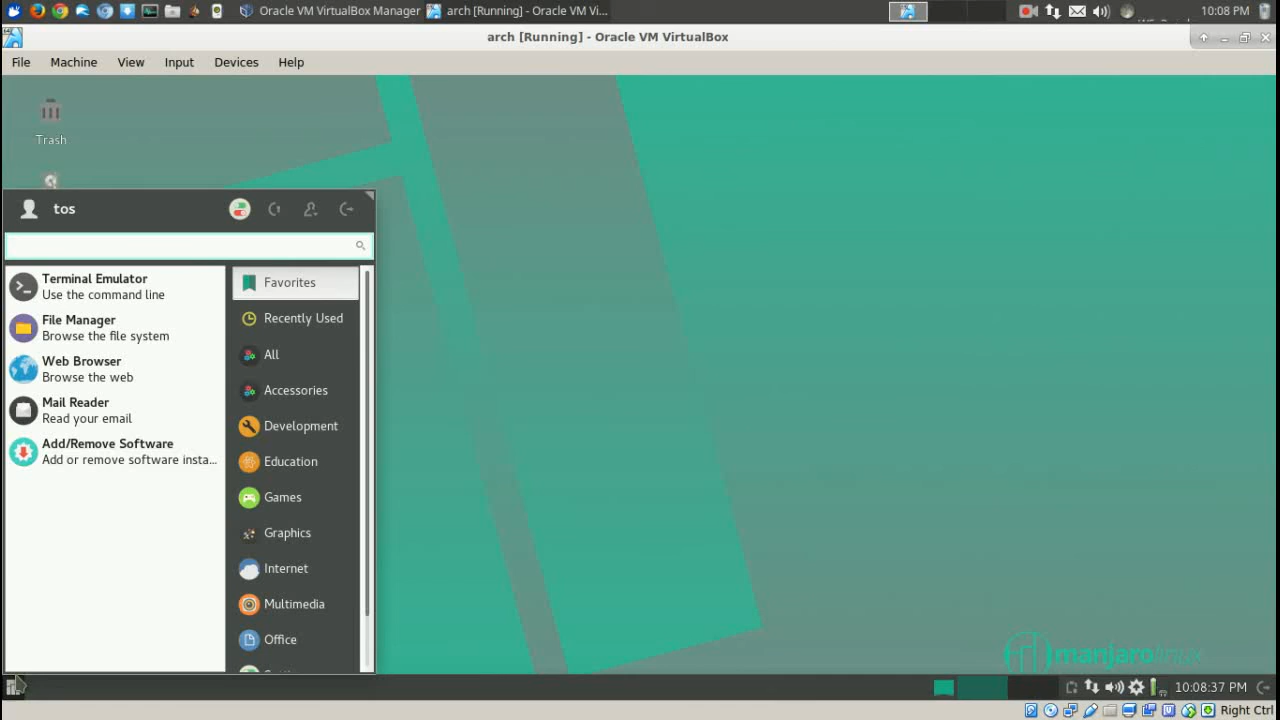 Oracle VM VirtualBox Manager
arch [Running] - Oracle VM Vi...
10:08 PM
arch [Running] - Oracle VM VirtualBox
File Machine View Input Devices Help
Trash
tos
Terminal Emulator
Use the command line
File Manager
Browse the file system
Web Browser
Browse the web
Mail Reader
Read your email
Add/Remove Software
Add or remove software insta...
Favorites
Recently Used
All
Accessories
Development
Education
Games
Graphics
Internet
Multimedia
Office
manjarolinux
10:08:37 PM
Right Ctrl